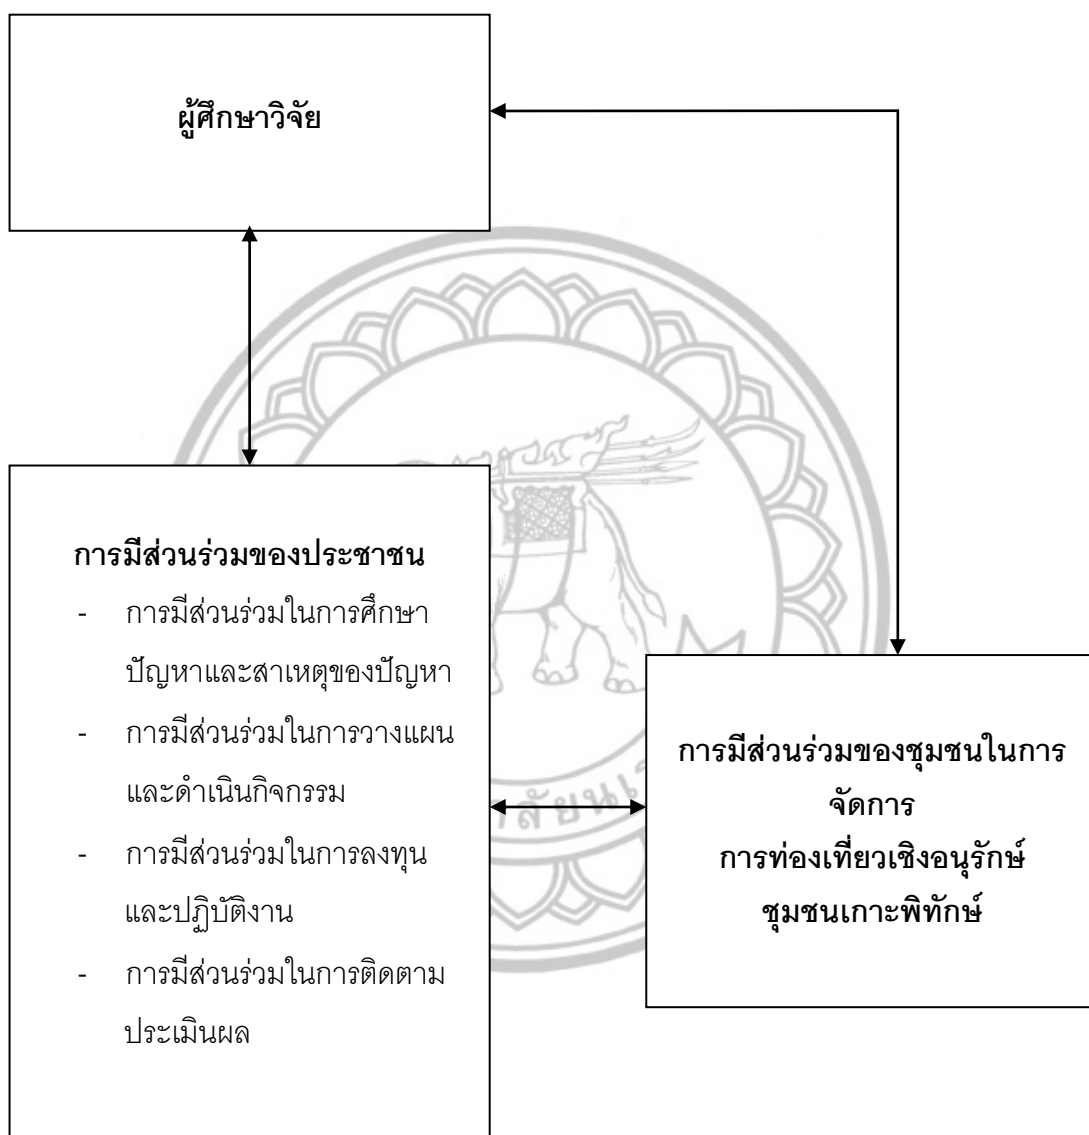 ผู้ศึกษาวิจัย
การมีส่วนร่วมของประชาชน
- การมีส่วนร่วมในการศึกษา
ปัญหาและสาเหตุของปัญหา
- การมีส่วนร่วมในการวางแผน
และดำเนินกิจกรรม
- การมีส่วนร่วมในการลงทุน
และปฏิบัติงาน
- การมีส่วนร่วมในการติดตาม
ประเมินผล
การมีส่วนร่วมของชุมชนในการ
จัดการ
การท่องเที่ยวเชิงอนุรักษ์
ชุมชนเกาะพิทักษ์